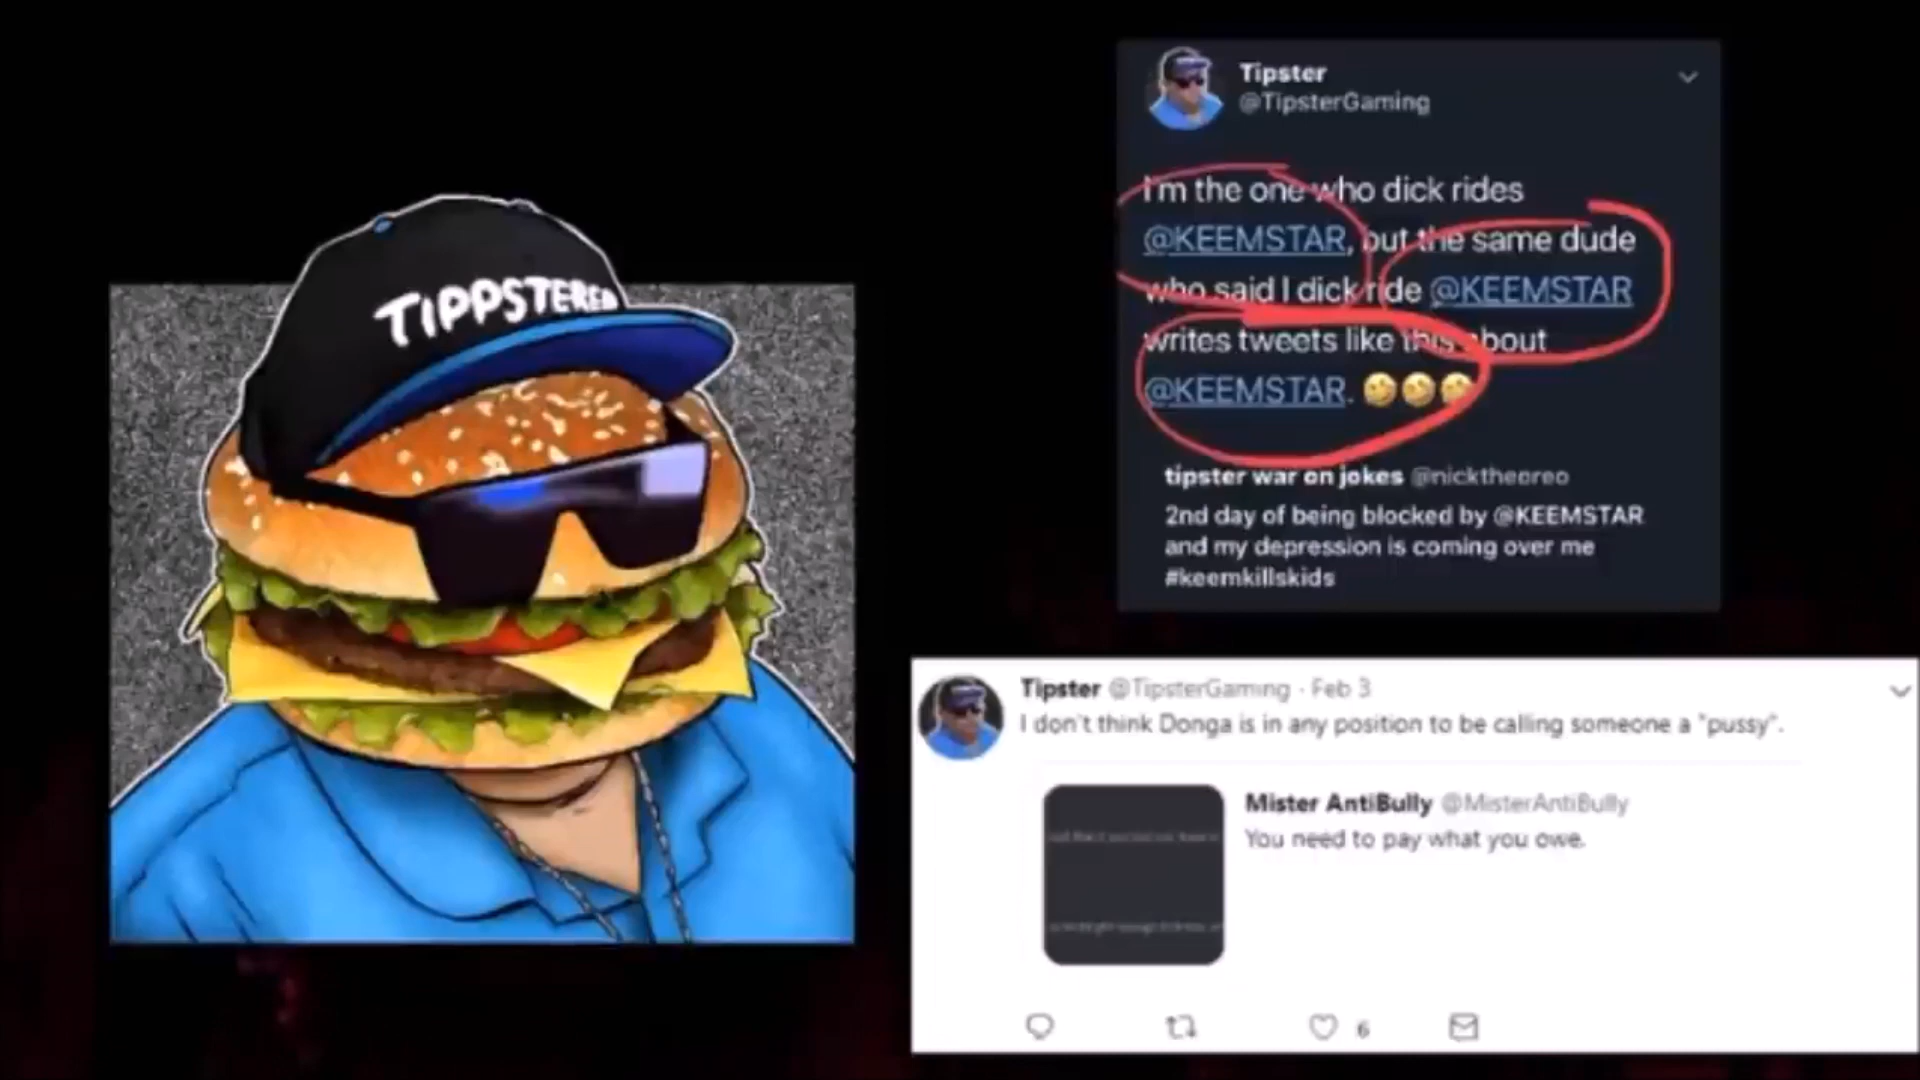 TIPPSTERED
Tipster
@TipsterGaming
I'm the one who dick rides
@KEEMSTAR, but the same dude
who said I dick ride @KEEMSTAR
writes tweets like this about
@KEEMSTAR. 🤣🤣🤣
tipster war on jokes @nicktheoreo
2nd day of being blocked by @KEEMSTAR
and my depression is coming over me
#keemkillskids
Tipster @TipsterGaming · Feb 3
I don't think Donga is in any position to be calling someone a "pussy".
Mister AntiBully @MisterAntiBully
You need to pay what you owe.
6